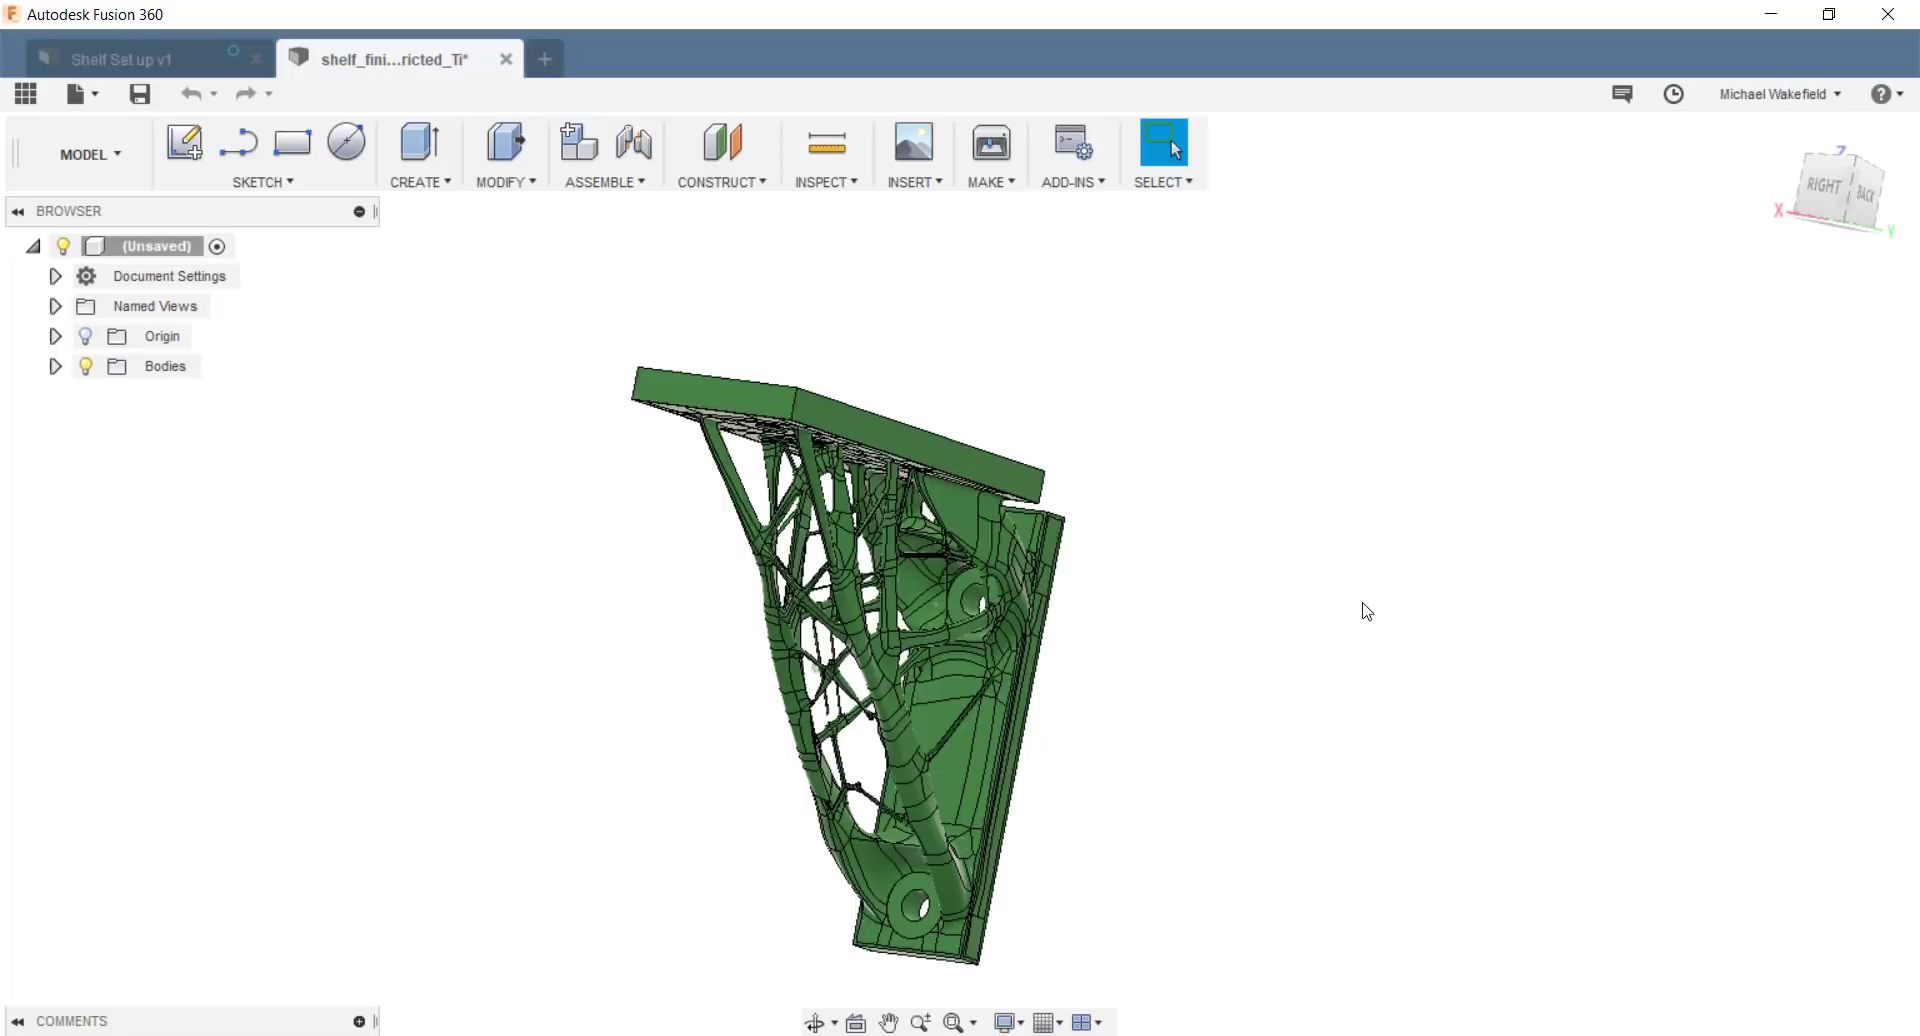 Autodesk Fusion 360
Shelf Set up v1
shelf_fini...ricted_Ti*
Michael Wakefield
MODEL
SKETCH
CREATE
MODIFY
ASSEMBLE
CONSTRUCT
INSPECT
INSERT
MAKE
ADD-INS
SELECT
Z
RIGHT
BACK
X
Y
BROWSER
(Unsaved)
Document Settings
Named Views
Origin
Bodies
COMMENTS